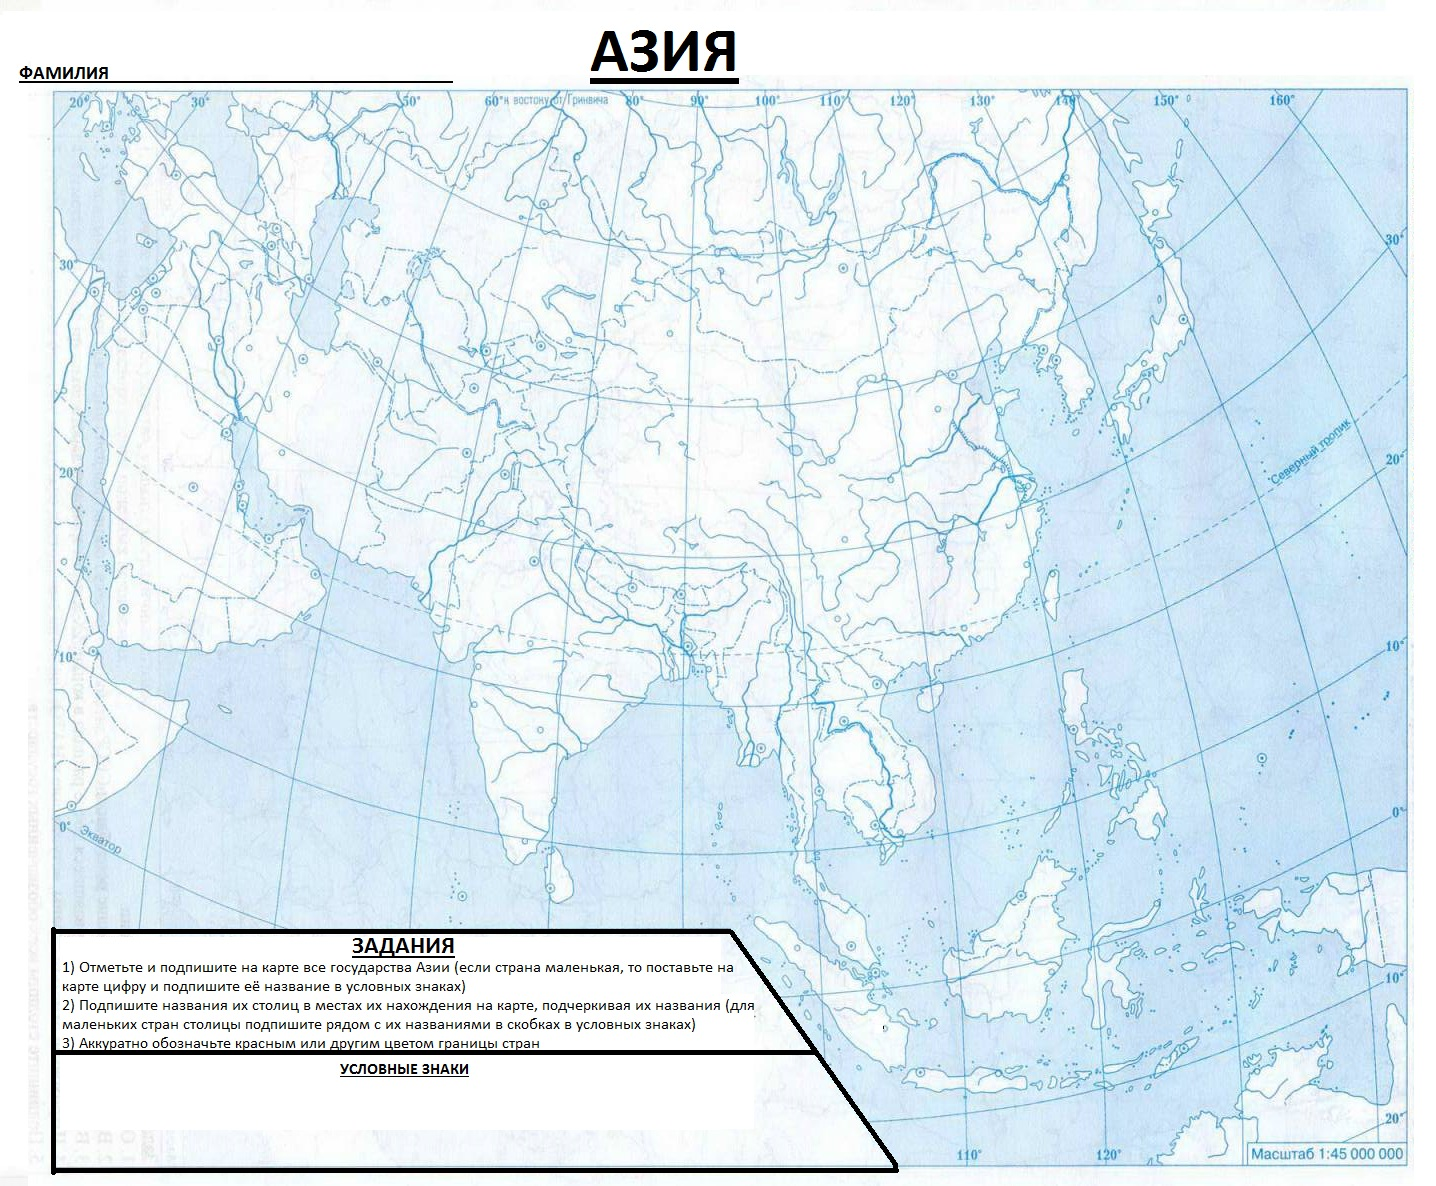 АЗИЯ
ФАМИЛИЯ
20° 30° 50° 60° к востоку от Гринвича 80° 90° 100° 110° 120° 130° 140° 150° 160°
30°
30°
20°
20°
Северный тропик
10°
10°
0°
Экватор
0°
10°
20°
110° 120°
Масштаб 1:45 000 000
ЗАДАНИЯ
1) Отметьте и подпишите на карте все государства Азии (если страна маленькая, то поставьте на
карте цифру и подпишите её название в условных знаках)
2) Подпишите названия их столиц в местах их нахождения на карте, подчеркивая их названия (для
маленьких стран столицы подпишите рядом с их названиями в скобках в условных знаках)
3) Аккуратно обозначьте красным или другим цветом границы стран
УСЛОВНЫЕ ЗНАКИ